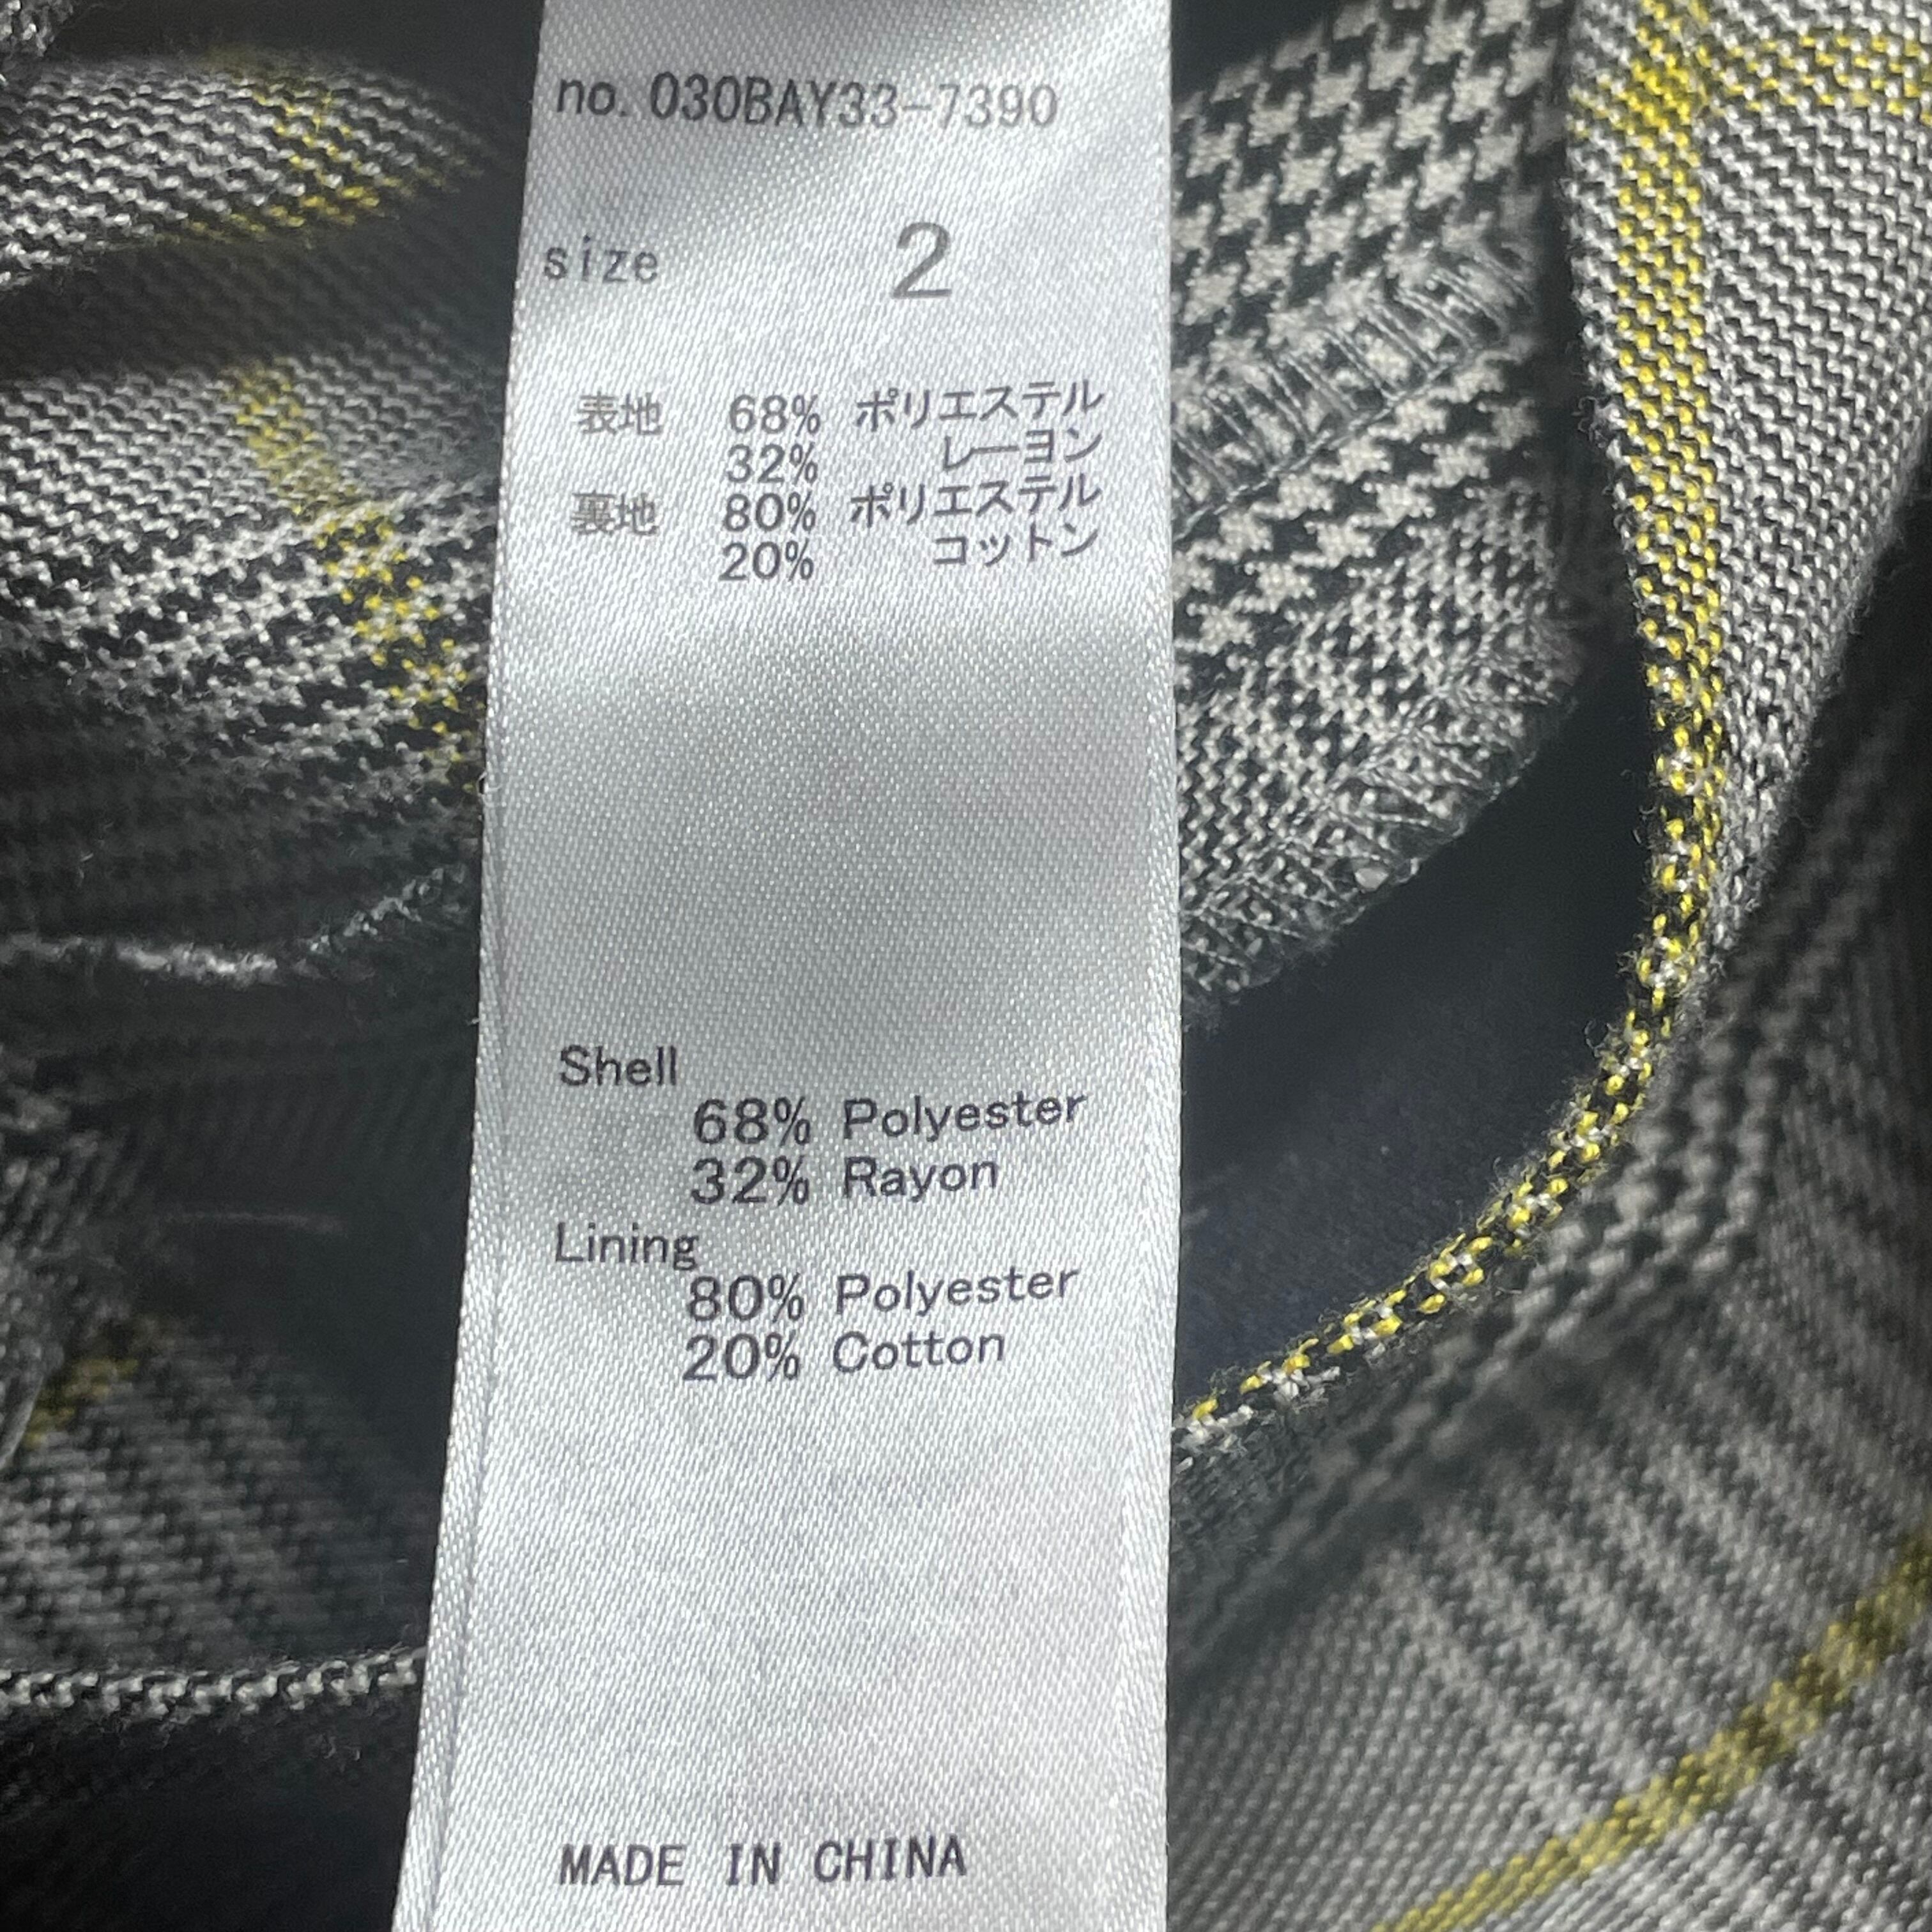 no. 030BAY33-7390
size 2
表地 68% ポリエステル
32% レーヨン
裏地 80% ポリエステル
20% コットン
Shell
68% Polyester
32% Rayon
Lining
80% Polyester
20% Cotton
MADE IN CHINA